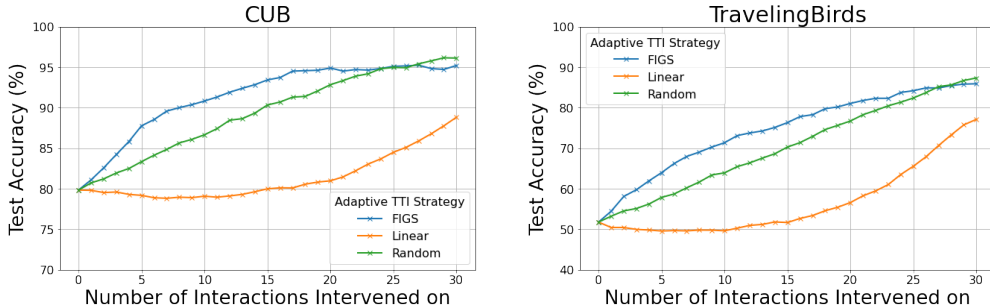 CUB
Test Accuracy (%)
100
95
90
85
80
75
70
Adaptive TTI Strategy
FIGS
Linear
Random
0 5 10 15 20 25 30
Number of Interactions Intervened on
TravelingBirds
Test Accuracy (%)
100
90
80
70
60
50
40
Adaptive TTI Strategy
FIGS
Linear
Random
0 5 10 15 20 25 30
Number of Interactions Intervened on